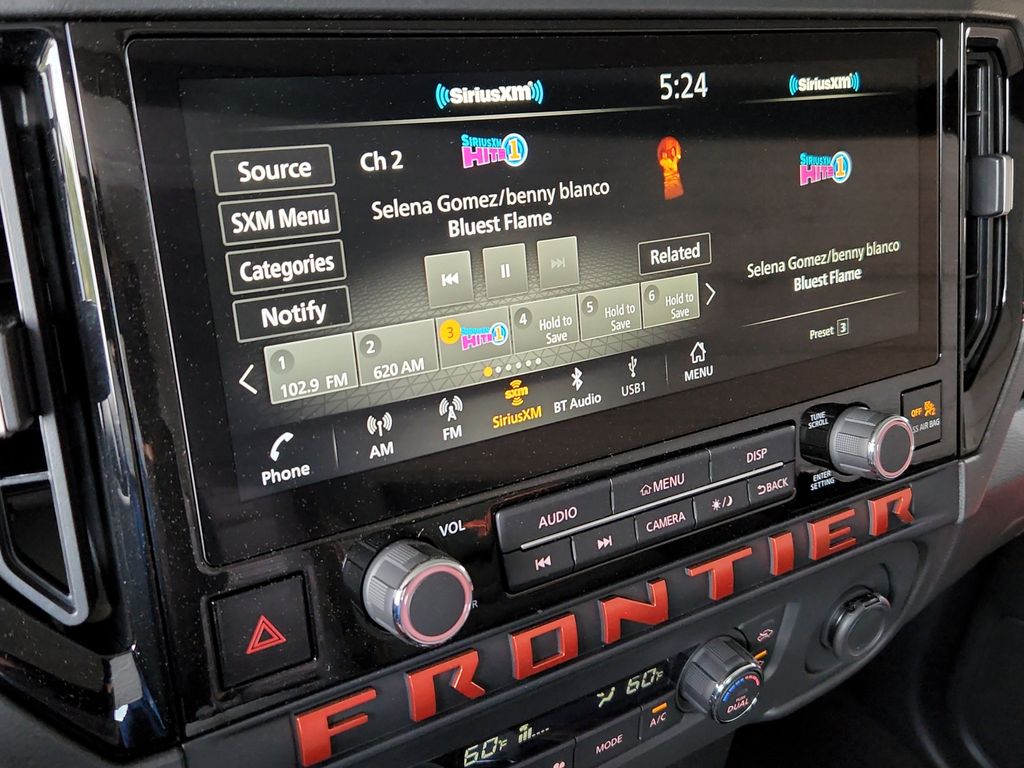 SiriusXM
5:24
SiriusXM
Source
Ch 2
SIRIUSXM
HITS 1
SIRIUSXM
HITS 1
SXM Menu
Selena Gomez/benny blanco
Bluest Flame
Categories
Related
Selena Gomez/benny blanco
Bluest Flame
Notify
1
102.9 FM
2
620 AM
3
SIRIUSXM
HITS 1
4
Hold to
Save
5
Hold to
Save
6
Hold to
Save
Preset 3
Phone
AM
FM
sxm
SiriusXM
BT Audio
USB1
MENU
TUNE
SCROLL
OFF
2
SS AIR BAG
ENTER
SETTING
VOL
AUDIO
MENU
DISP
CAMERA
BACK
R
FRONTIER
60°F
60°F
MODE
A/C
DUAL